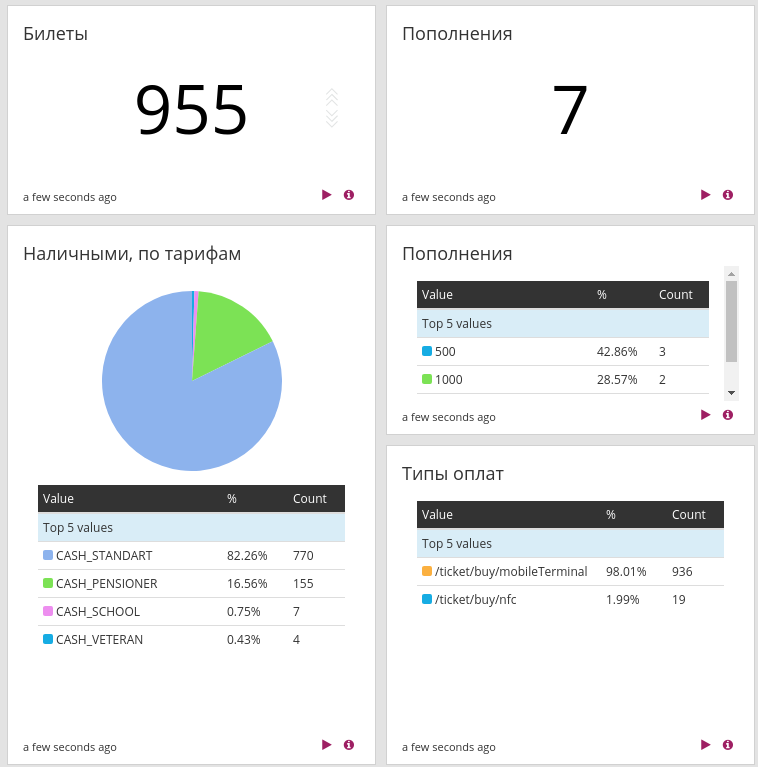 Билеты
955
a few seconds ago
Пополнения
7
a few seconds ago
Наличными, по тарифам
Value % Count
Top 5 values
CASH_STANDART 82.26% 770
CASH_PENSIONER 16.56% 155
CASH_SCHOOL 0.75% 7
CASH_VETERAN 0.43% 4
a few seconds ago
Пополнения
Value % Count
Top 5 values
500 42.86% 3
1000 28.57% 2
a few seconds ago
Типы оплат
Value % Count
Top 5 values
/ticket/buy/mobileTerminal 98.01% 936
/ticket/buy/nfc 1.99% 19
a few seconds ago